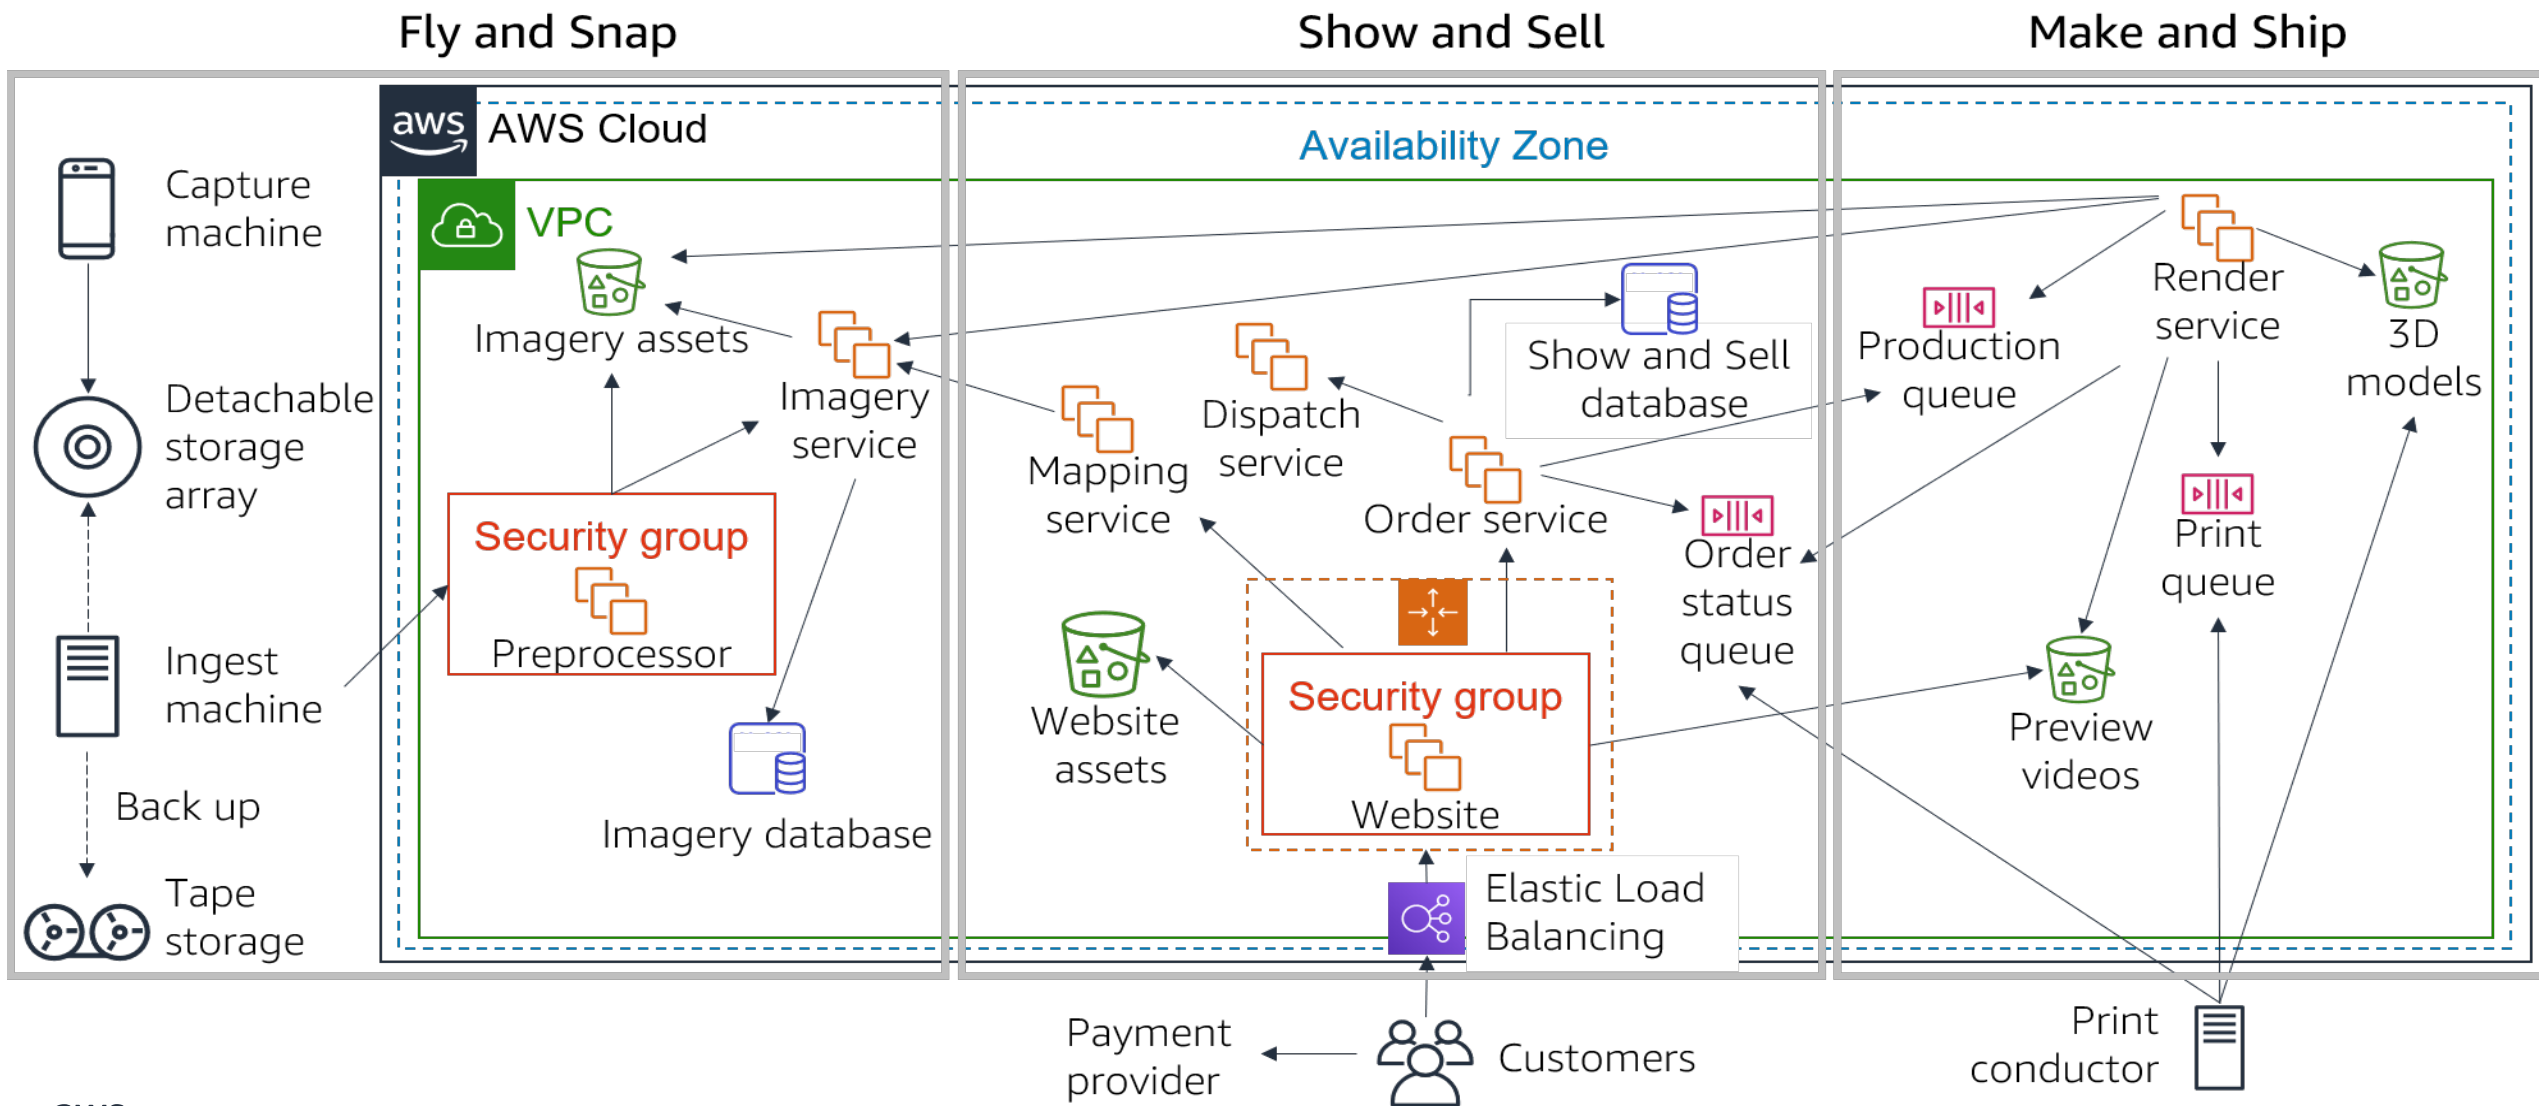 Fly and Snap
Show and Sell
Make and Ship
aws
AWS Cloud
Availability Zone
Capture
machine
VPC
Imagery assets
Imagery
service
Detachable
storage
array
Security group
Preprocessor
Ingest
machine
Back up
Tape
storage
Imagery database
Show and Sell
database
Dispatch
service
Mapping
service
Order service
Order
status
queue
Website
assets
Security group
Website
Elastic Load
Balancing
Render
service
Production
queue
3D
models
Print
queue
Preview
videos
Payment
provider
Customers
Print
conductor
aws